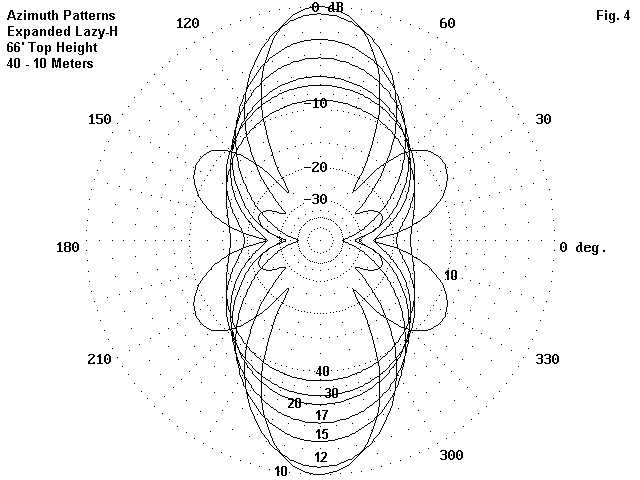 Azimuth Patterns
Expanded Lazy-H
66' Top Height
40 - 10 Meters
Fig. 4
0 dB
120
60
-10
150
30
-20
-30
180
0 deg.
10
210
330
40
30
20
17
15
300
12
10